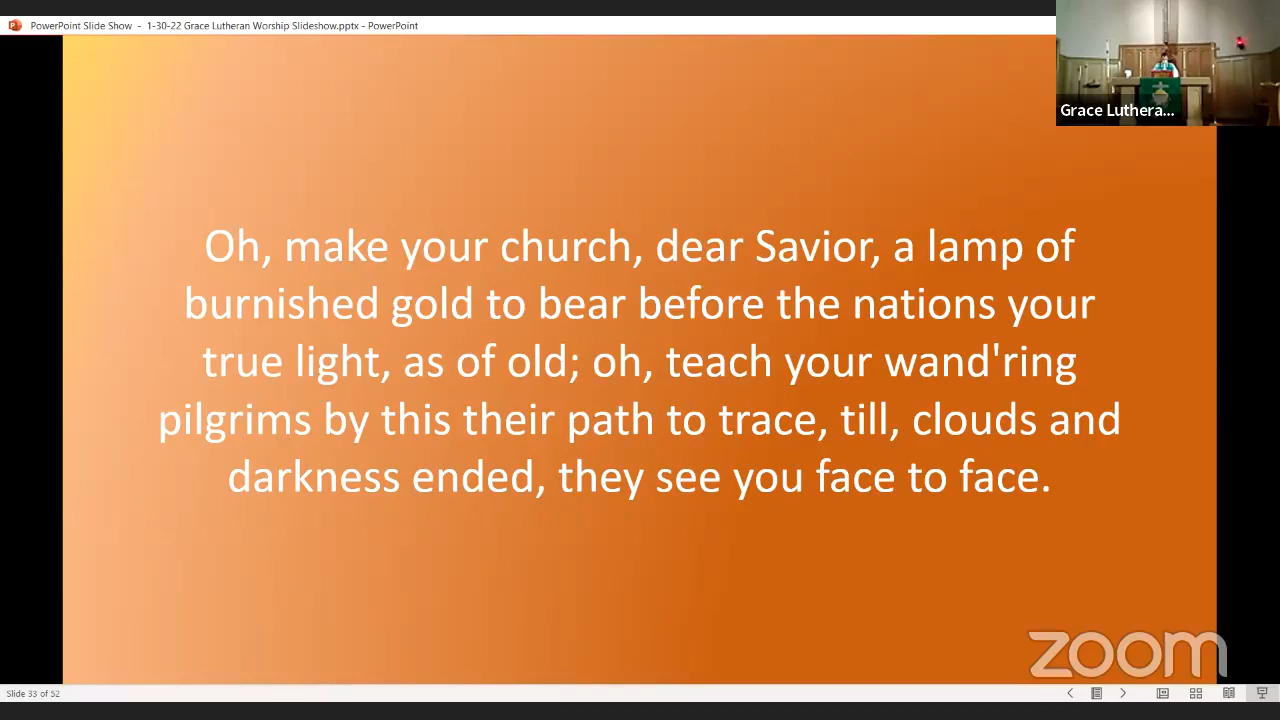 PowerPoint Slide Show - 1-30-22 Grace Lutheran Worship Slideshow.pptx - PowerPoint
Grace Luthera...
Oh, make your church, dear Savior, a lamp of
burnished gold to bear before the nations your
true light, as of old; oh, teach your wand'ring
pilgrims by this their path to trace, till, clouds and
darkness ended, they see you face to face.
zoom
Slide 33 of 52